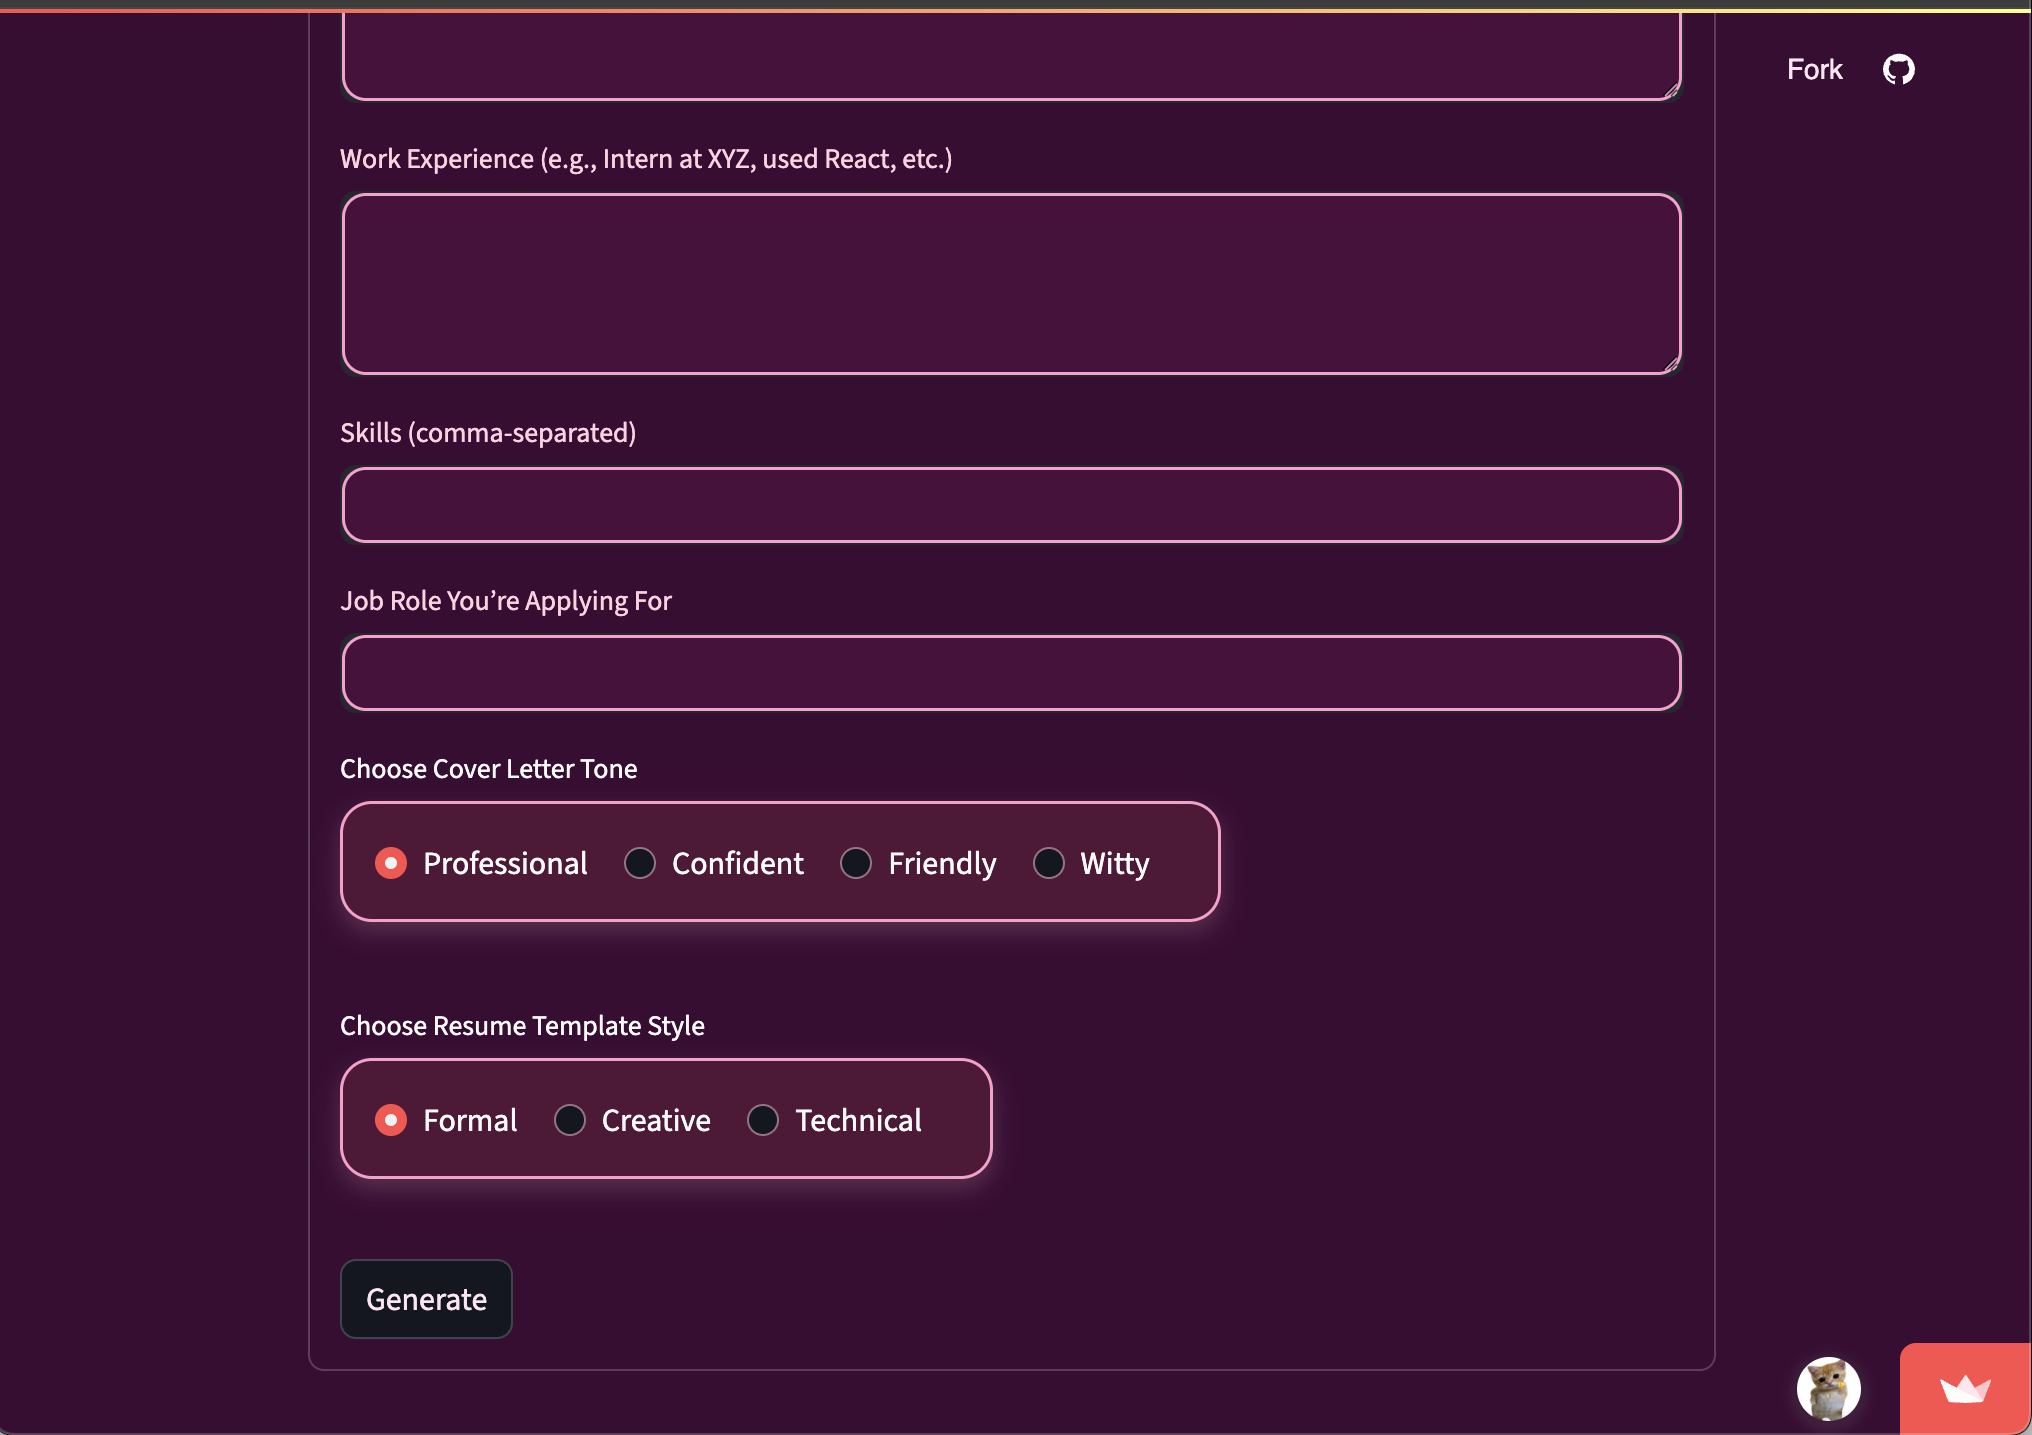 Fork
Work Experience (e.g., Intern at XYZ, used React, etc.)
Skills (comma-separated)
Job Role You’re Applying For
Choose Cover Letter Tone
Professional Confident Friendly Witty
Choose Resume Template Style
Formal Creative Technical
Generate